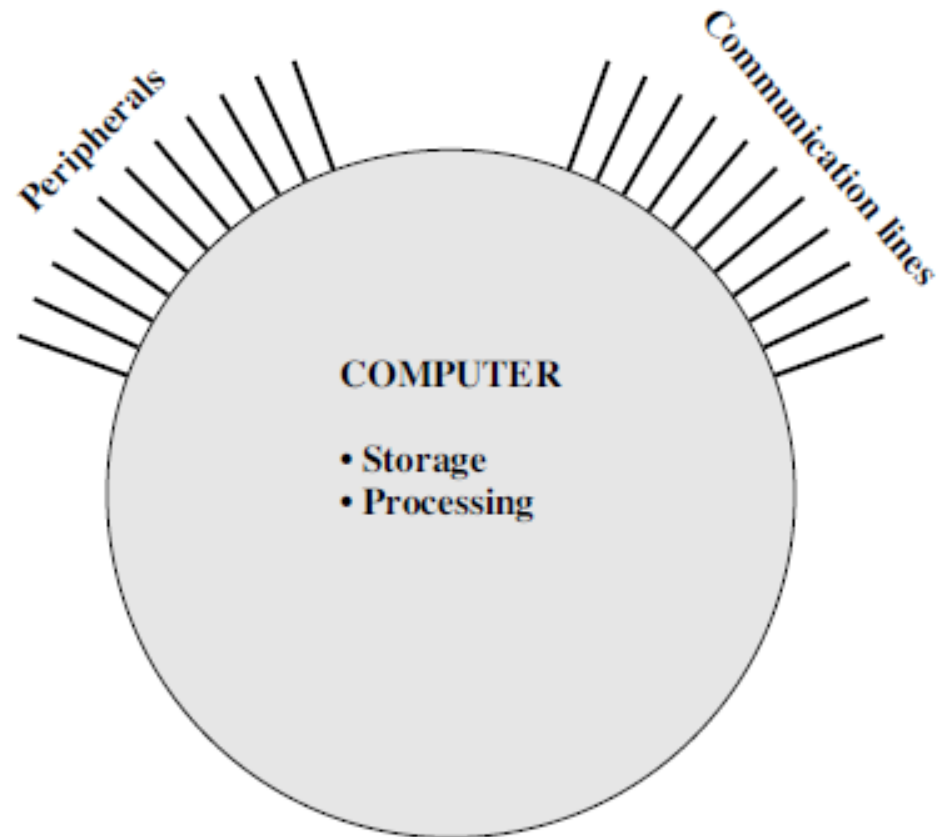 Peripherals
Communication lines
COMPUTER
• Storage
• Processing